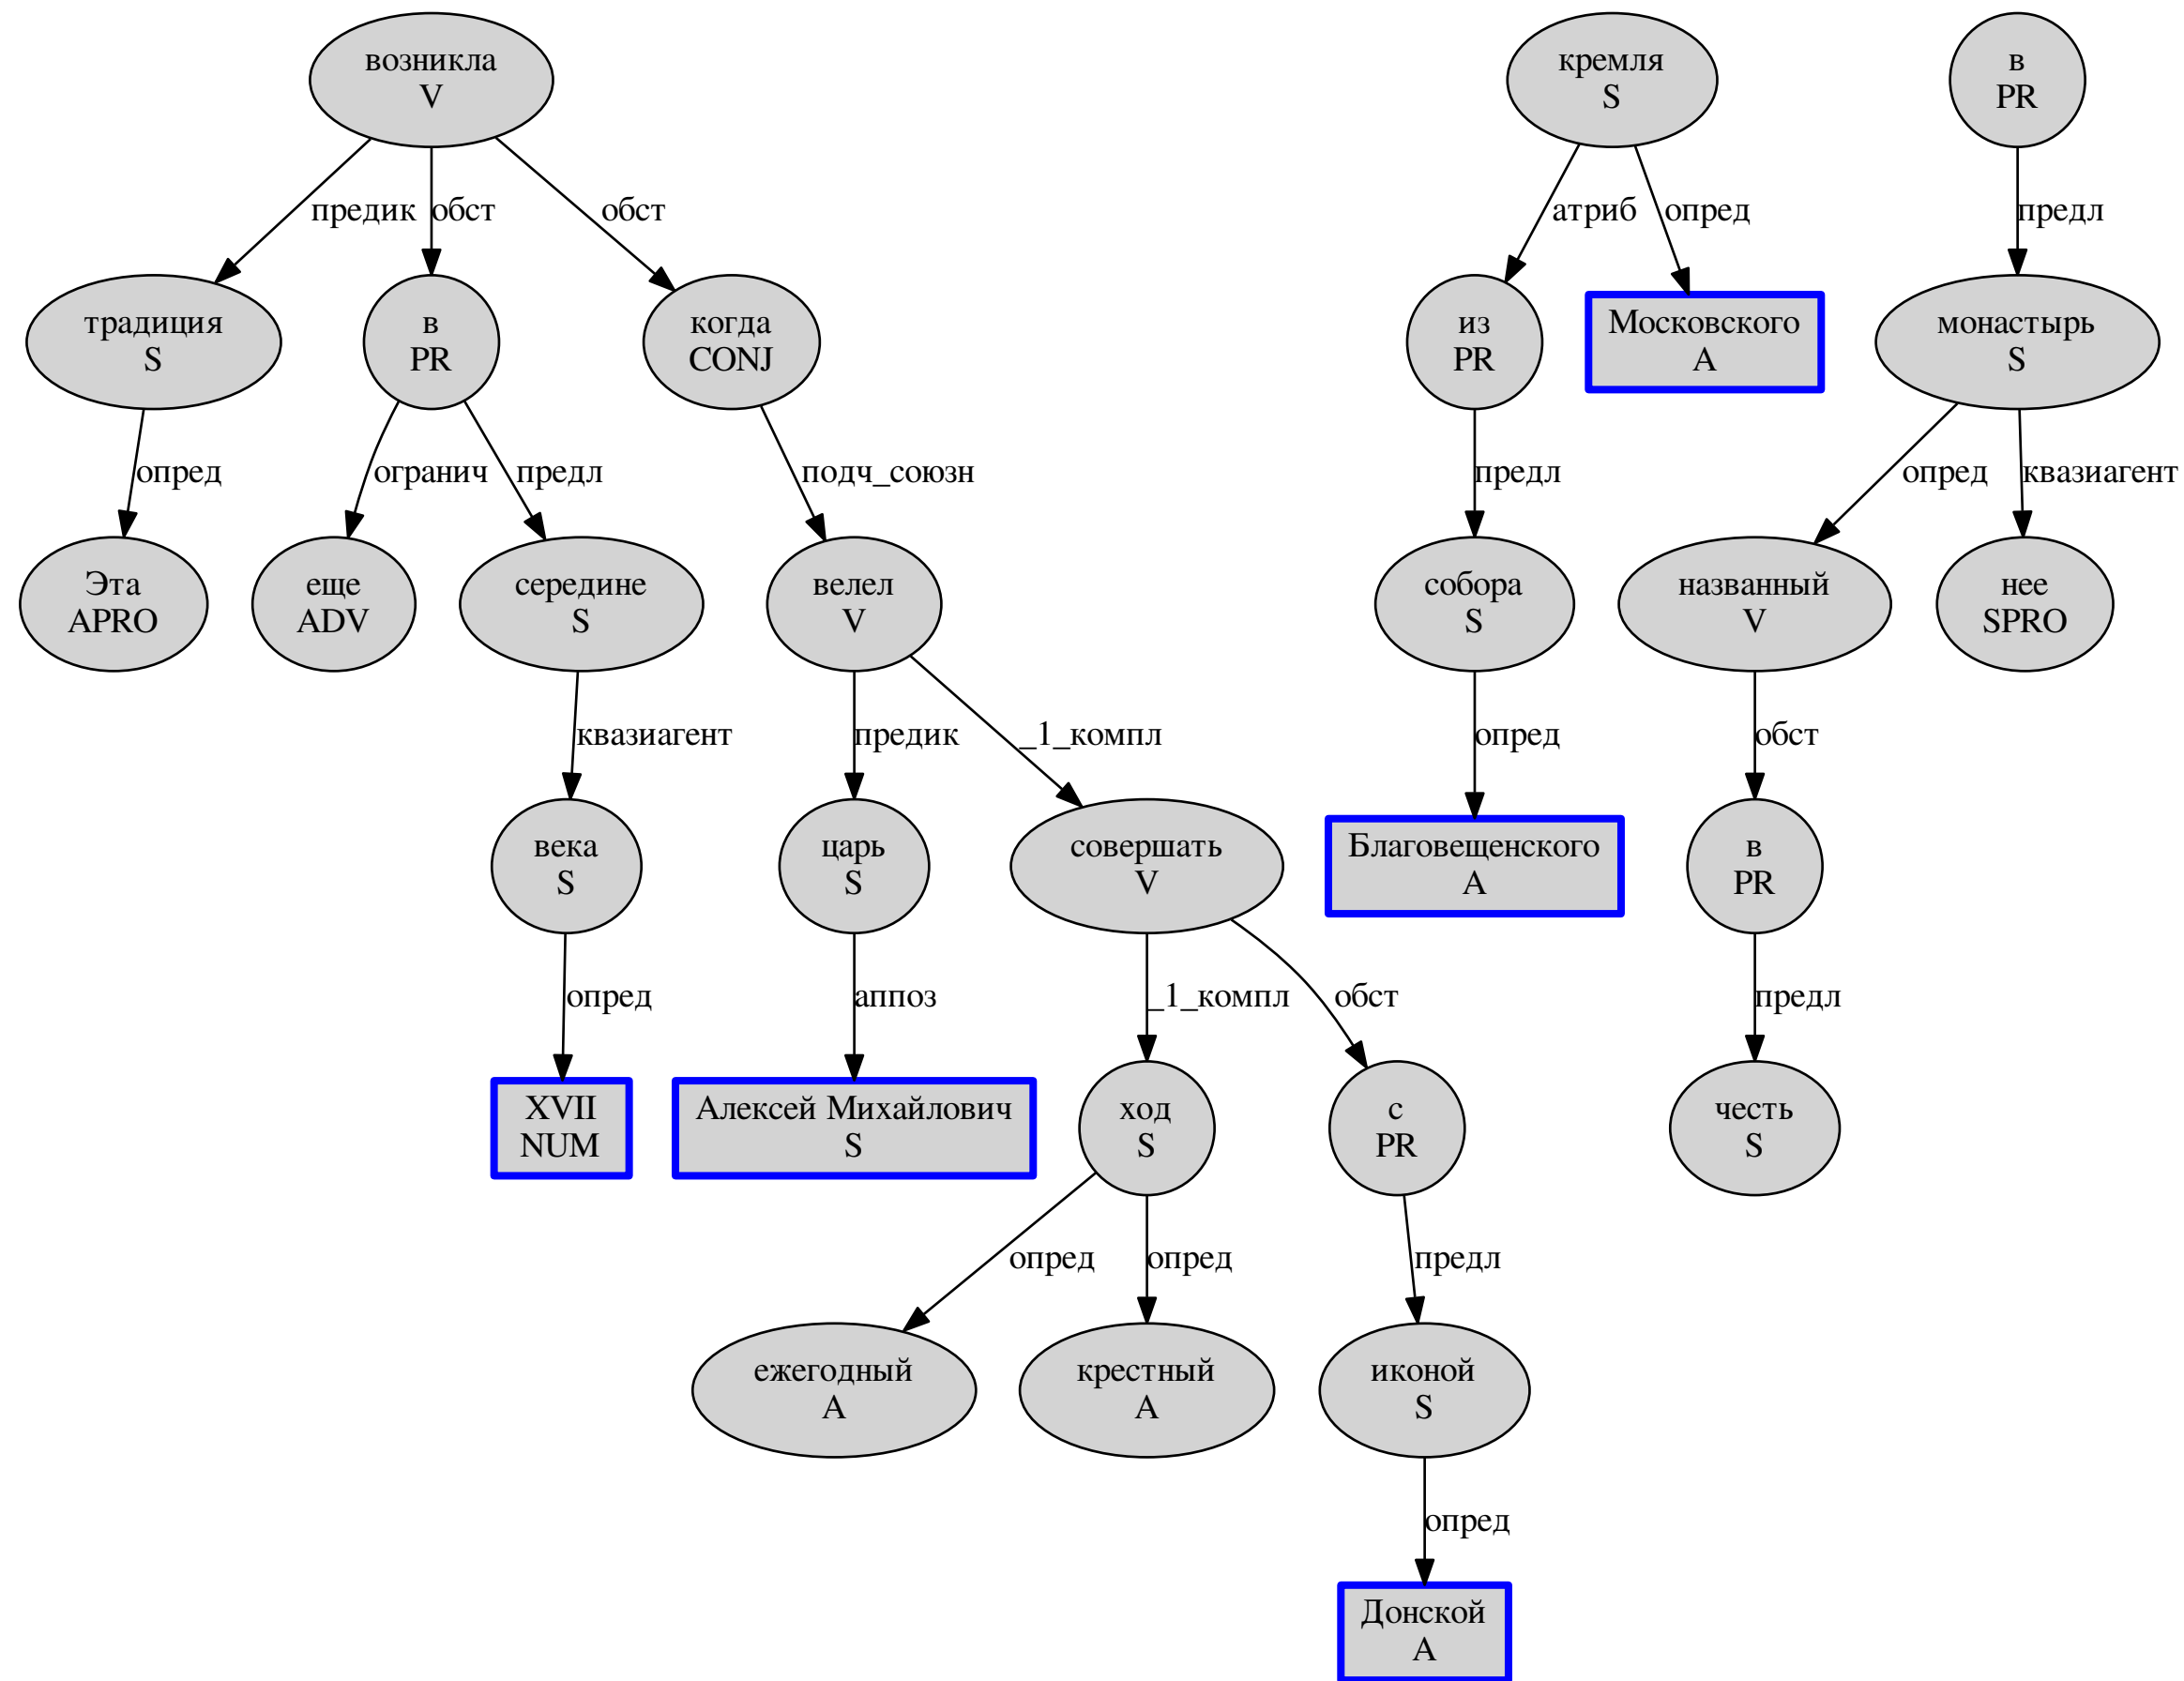 возникла
V
кремля
S
в
PR
предик
обст
обст
атриб
опред
предл
традиция
S
в
PR
когда
CONJ
из
PR
Московского
A
монастырь
S
опред
огранич
предл
подч_союзн
предл
опред
квазиагент
Эта
APRO
еще
ADV
середине
S
велел
V
собора
S
названный
V
нее
SPRO
квазиагент
предик
_1_компл
опред
обст
века
S
царь
S
совершать
V
Благовещенского
A
в
PR
опред
аппоз
_1_компл
обст
предл
XVII
NUM
Алексей Михайлович
S
ход
S
с
PR
честь
S
опред
опред
предл
ежегодный
A
крестный
A
иконой
S
опред
Донской
A